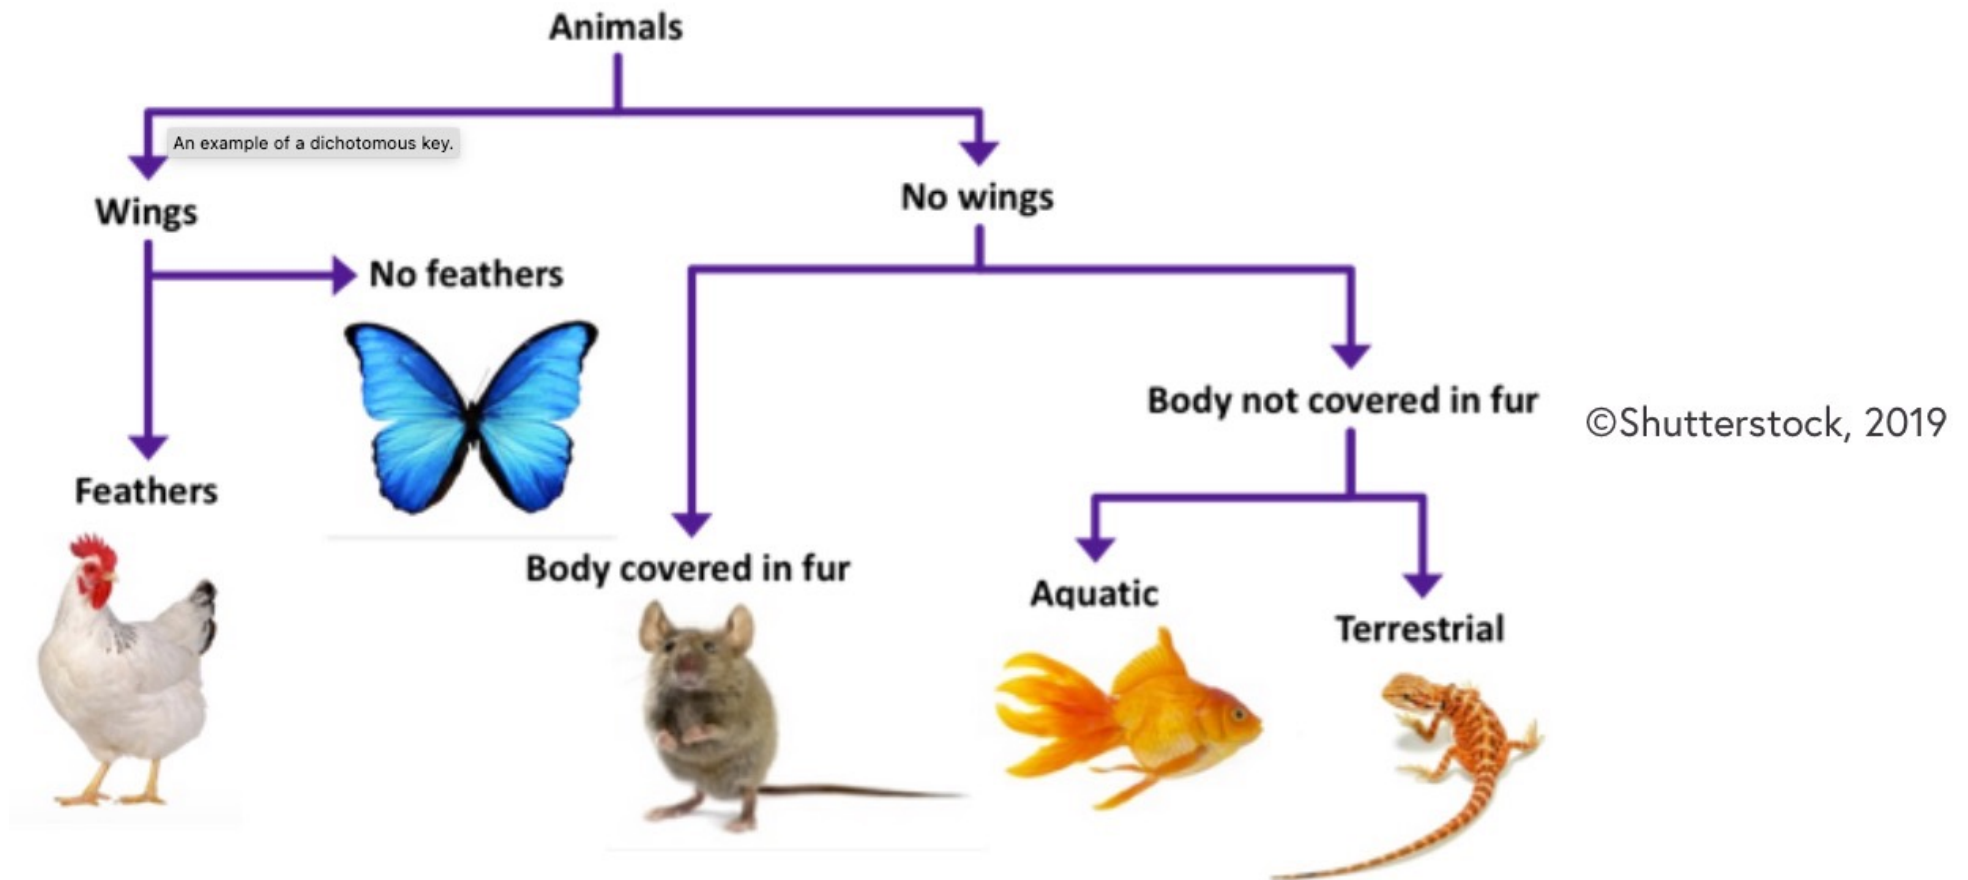 Animals
An example of a dichotomous key.
Wings
No wings
No feathers
Body not covered in fur
©Shutterstock, 2019
Feathers
Body covered in fur
Aquatic
Terrestrial